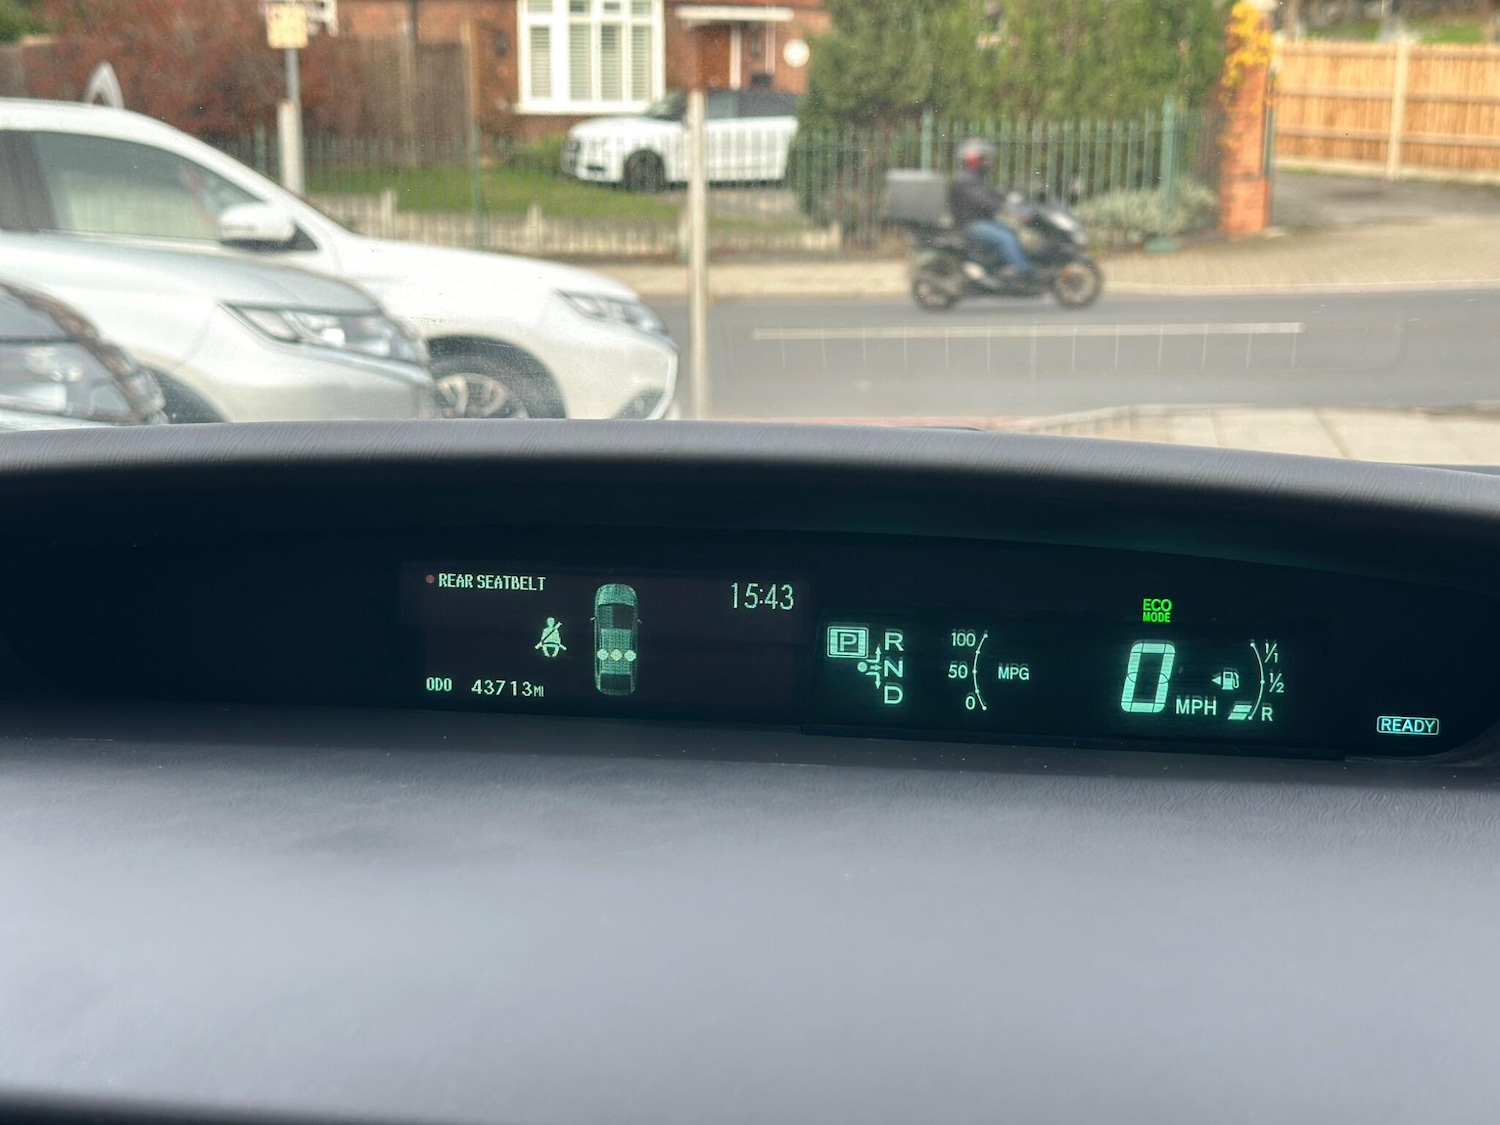 REAR SEATBELT
15:43
ODO 43713MI
P R
N
D
100
50
0
MPG
ECO
MODE
0 MPH
1/1
1/2
R
READY